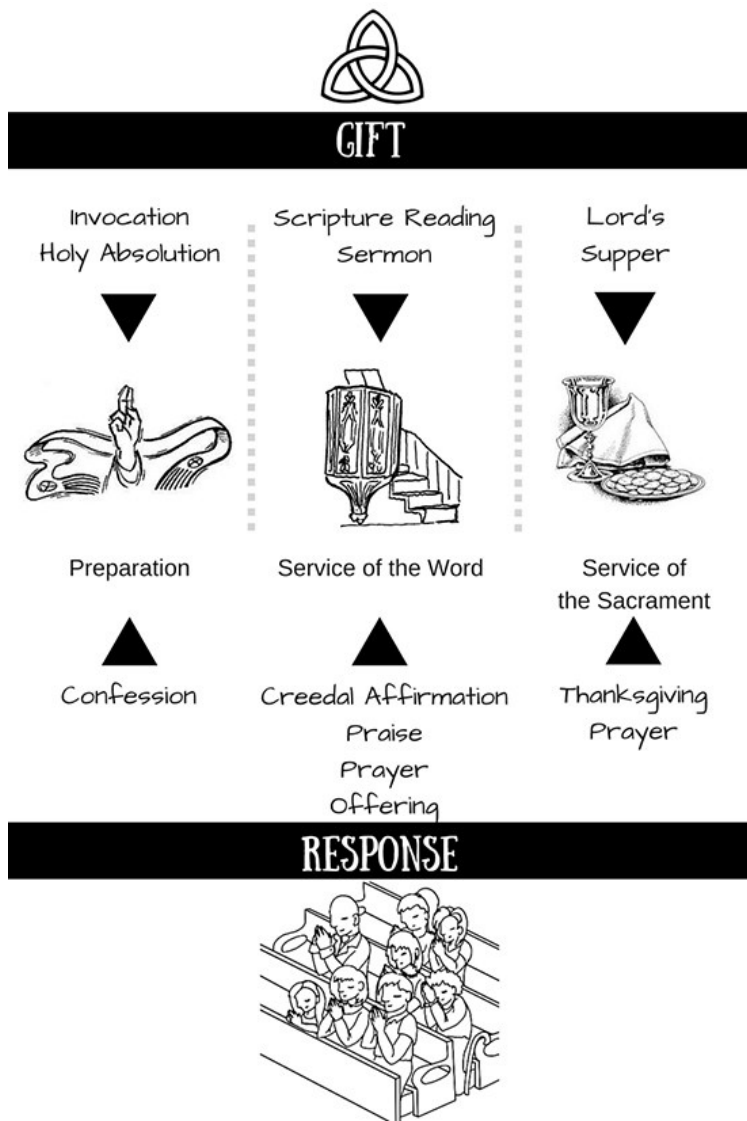 GIFT
Invocation
Holy Absolution
Scripture Reading
Sermon
Lord's
Supper
Preparation
Service of the Word
Service of
the Sacrament
Confession
Creedal Affirmation
Praise
Prayer
Offering
Thanksgiving
Prayer
RESPONSE